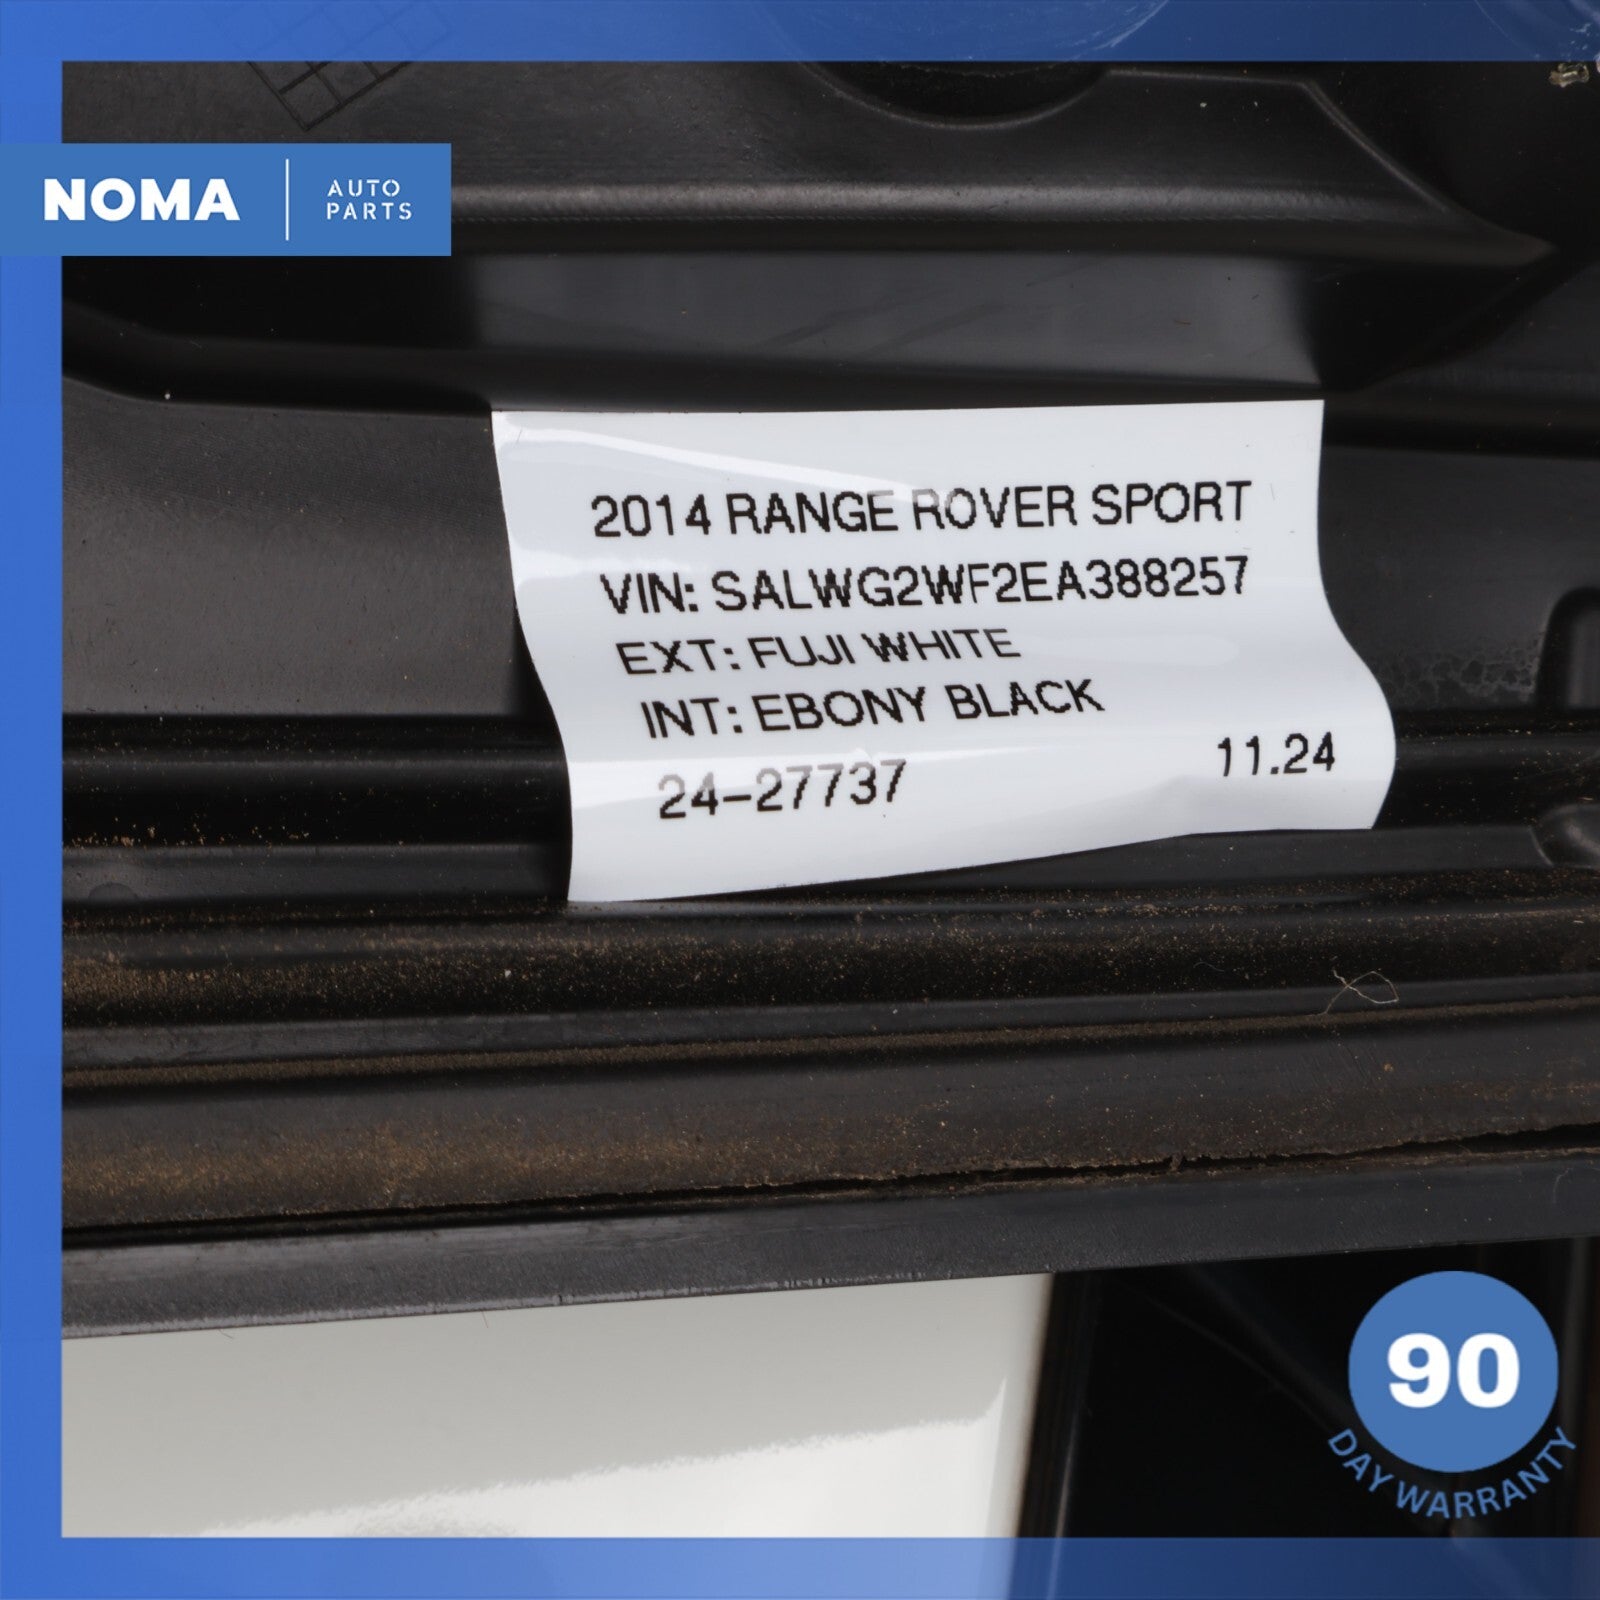 NOMA
AUTO
PARTS
2014 RANGE ROVER SPORT
VIN: SALWG2WF2EA388257
EXT: FUJI WHITE
INT: EBONY BLACK
24-27737 11.24
90
DAY WARRANTY